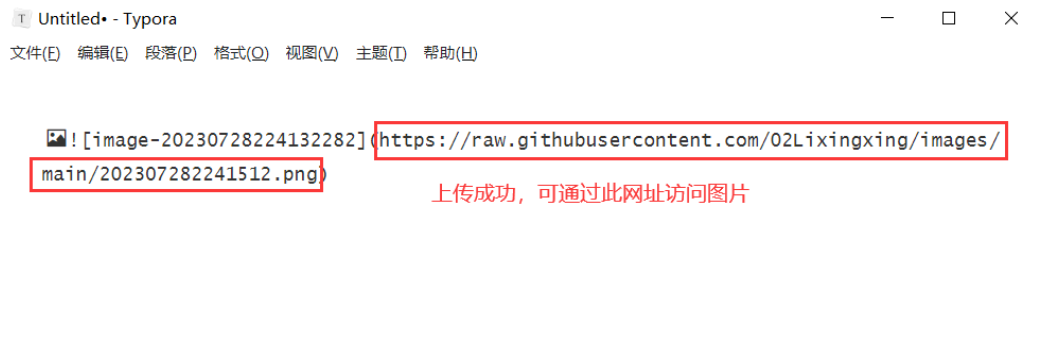 T Untitled• - Typora
文件(F) 编辑(E) 段落(P) 格式(O) 视图(V) 主题(T) 帮助(H)
![image-20230728224132282](https://raw.githubusercontent.com/02Lixingxing/images/
main/202307282241512.png)
上传成功，可通过此网址访问图片